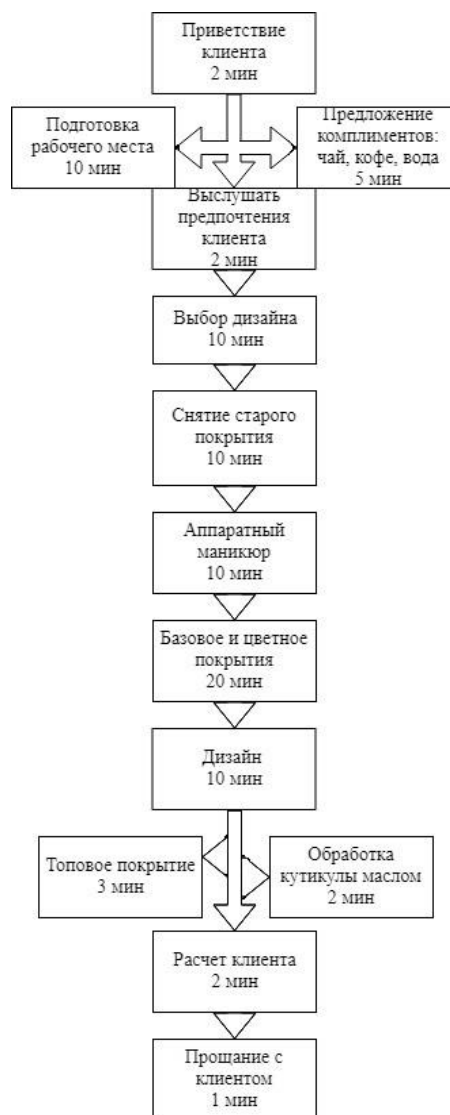 Приветствие
клиента
2 мин
Подготовка
рабочего места
10 мин
Предложение
комплиментов:
чай, кофе, вода
5 мин
Выслушать
предпочтения
клиента
2 мин
Выбор дизайна
10 мин
Снятие старого
покрытия
10 мин
Аппаратный
маникюр
10 мин
Базовое и цветное
покрытия
20 мин
Дизайн
10 мин
Топовое покрытие
3 мин
Обработка
кутикулы маслом
2 мин
Расчет клиента
2 мин
Прощание с
клиентом
1 мин